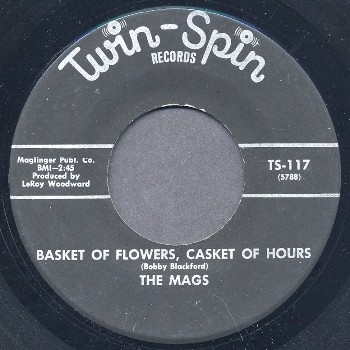 Twin-Spin
RECORDS
Maglinger Publ. Co.
BMI-2:45
Produced by
LeRoy Woodward
TS-117
(5788)
BASKET OF FLOWERS, CASKET OF HOURS
(Bobby Blackford)
THE MAGS